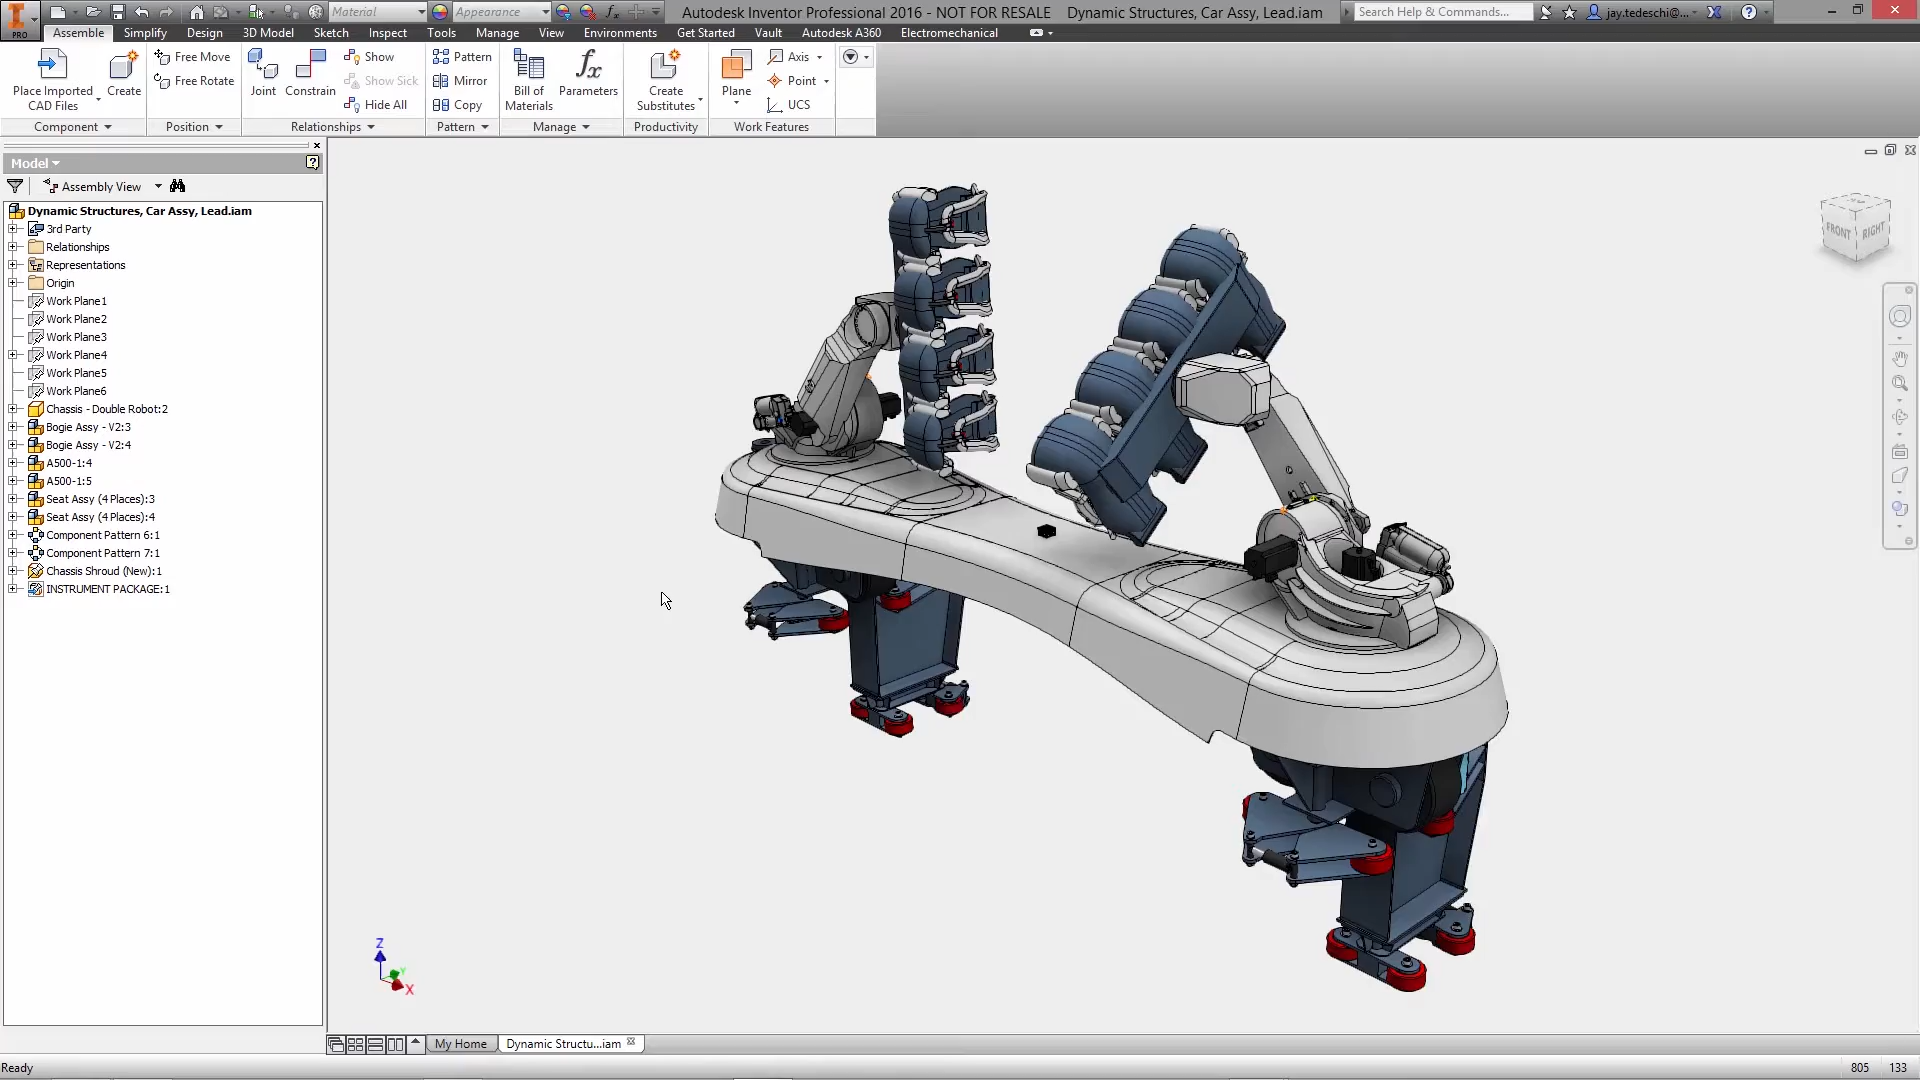 Material
Appearance
Autodesk Inventor Professional 2016 - NOT FOR RESALE Dynamic Structures, Car Assy, Lead.iam
Search Help & Commands...
jay.tedeschi@...
PRO
Assemble Simplify Design 3D Model Sketch Inspect Tools Manage View Environments Get Started Vault Autodesk A360 Electromechanical
Place Imported
CAD Files
Create
Free Move
Free Rotate
Joint
Constrain
Show
Show Sick
Hide All
Pattern
Mirror
Copy
Bill of
Materials
fx
Parameters
Create
Substitutes
Plane
Axis
Point
UCS
Component Position Relationships Pattern Manage Productivity Work Features
Model
Assembly View
Dynamic Structures, Car Assy, Lead.iam
3rd Party
Relationships
Representations
Origin
Work Plane1
Work Plane2
Work Plane3
Work Plane4
Work Plane5
Work Plane6
Chassis - Double Robot:2
Bogie Assy - V2:3
Bogie Assy - V2:4
A500-1:4
A500-1:5
Seat Assy (4 Places):3
Seat Assy (4 Places):4
Component Pattern 6:1
Component Pattern 7:1
Chassis Shroud (New):1
INSTRUMENT PACKAGE:1
FRONT RIGHT
Z
Y
X
My Home
Dynamic Structu...iam
Ready
805 133